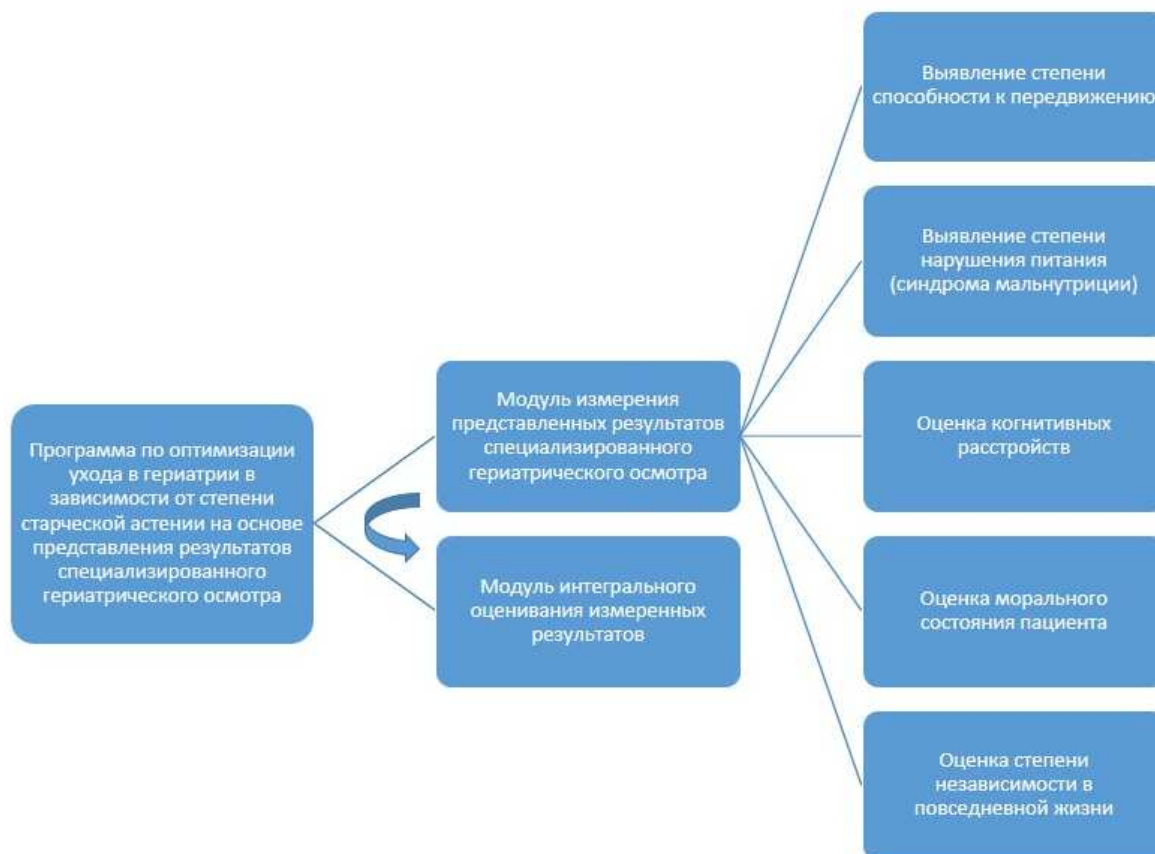 Программа по оптимизации
ухода в гериатрии в
зависимости от степени
старческой астении на основе
представления результатов
специализированного
гериатрического осмотра
Модуль измерения
представленных результатов
специализированного
гериатрического осмотра
Модуль интегрального
оценивания измеренных
результатов
Выявление степени
способности к передвижению
Выявление степени
нарушения питания
(синдрома мальнутриции)
Оценка когнитивных
расстройств
Оценка морального
состояния пациента
Оценка степени
независимости в
повседневной жизни